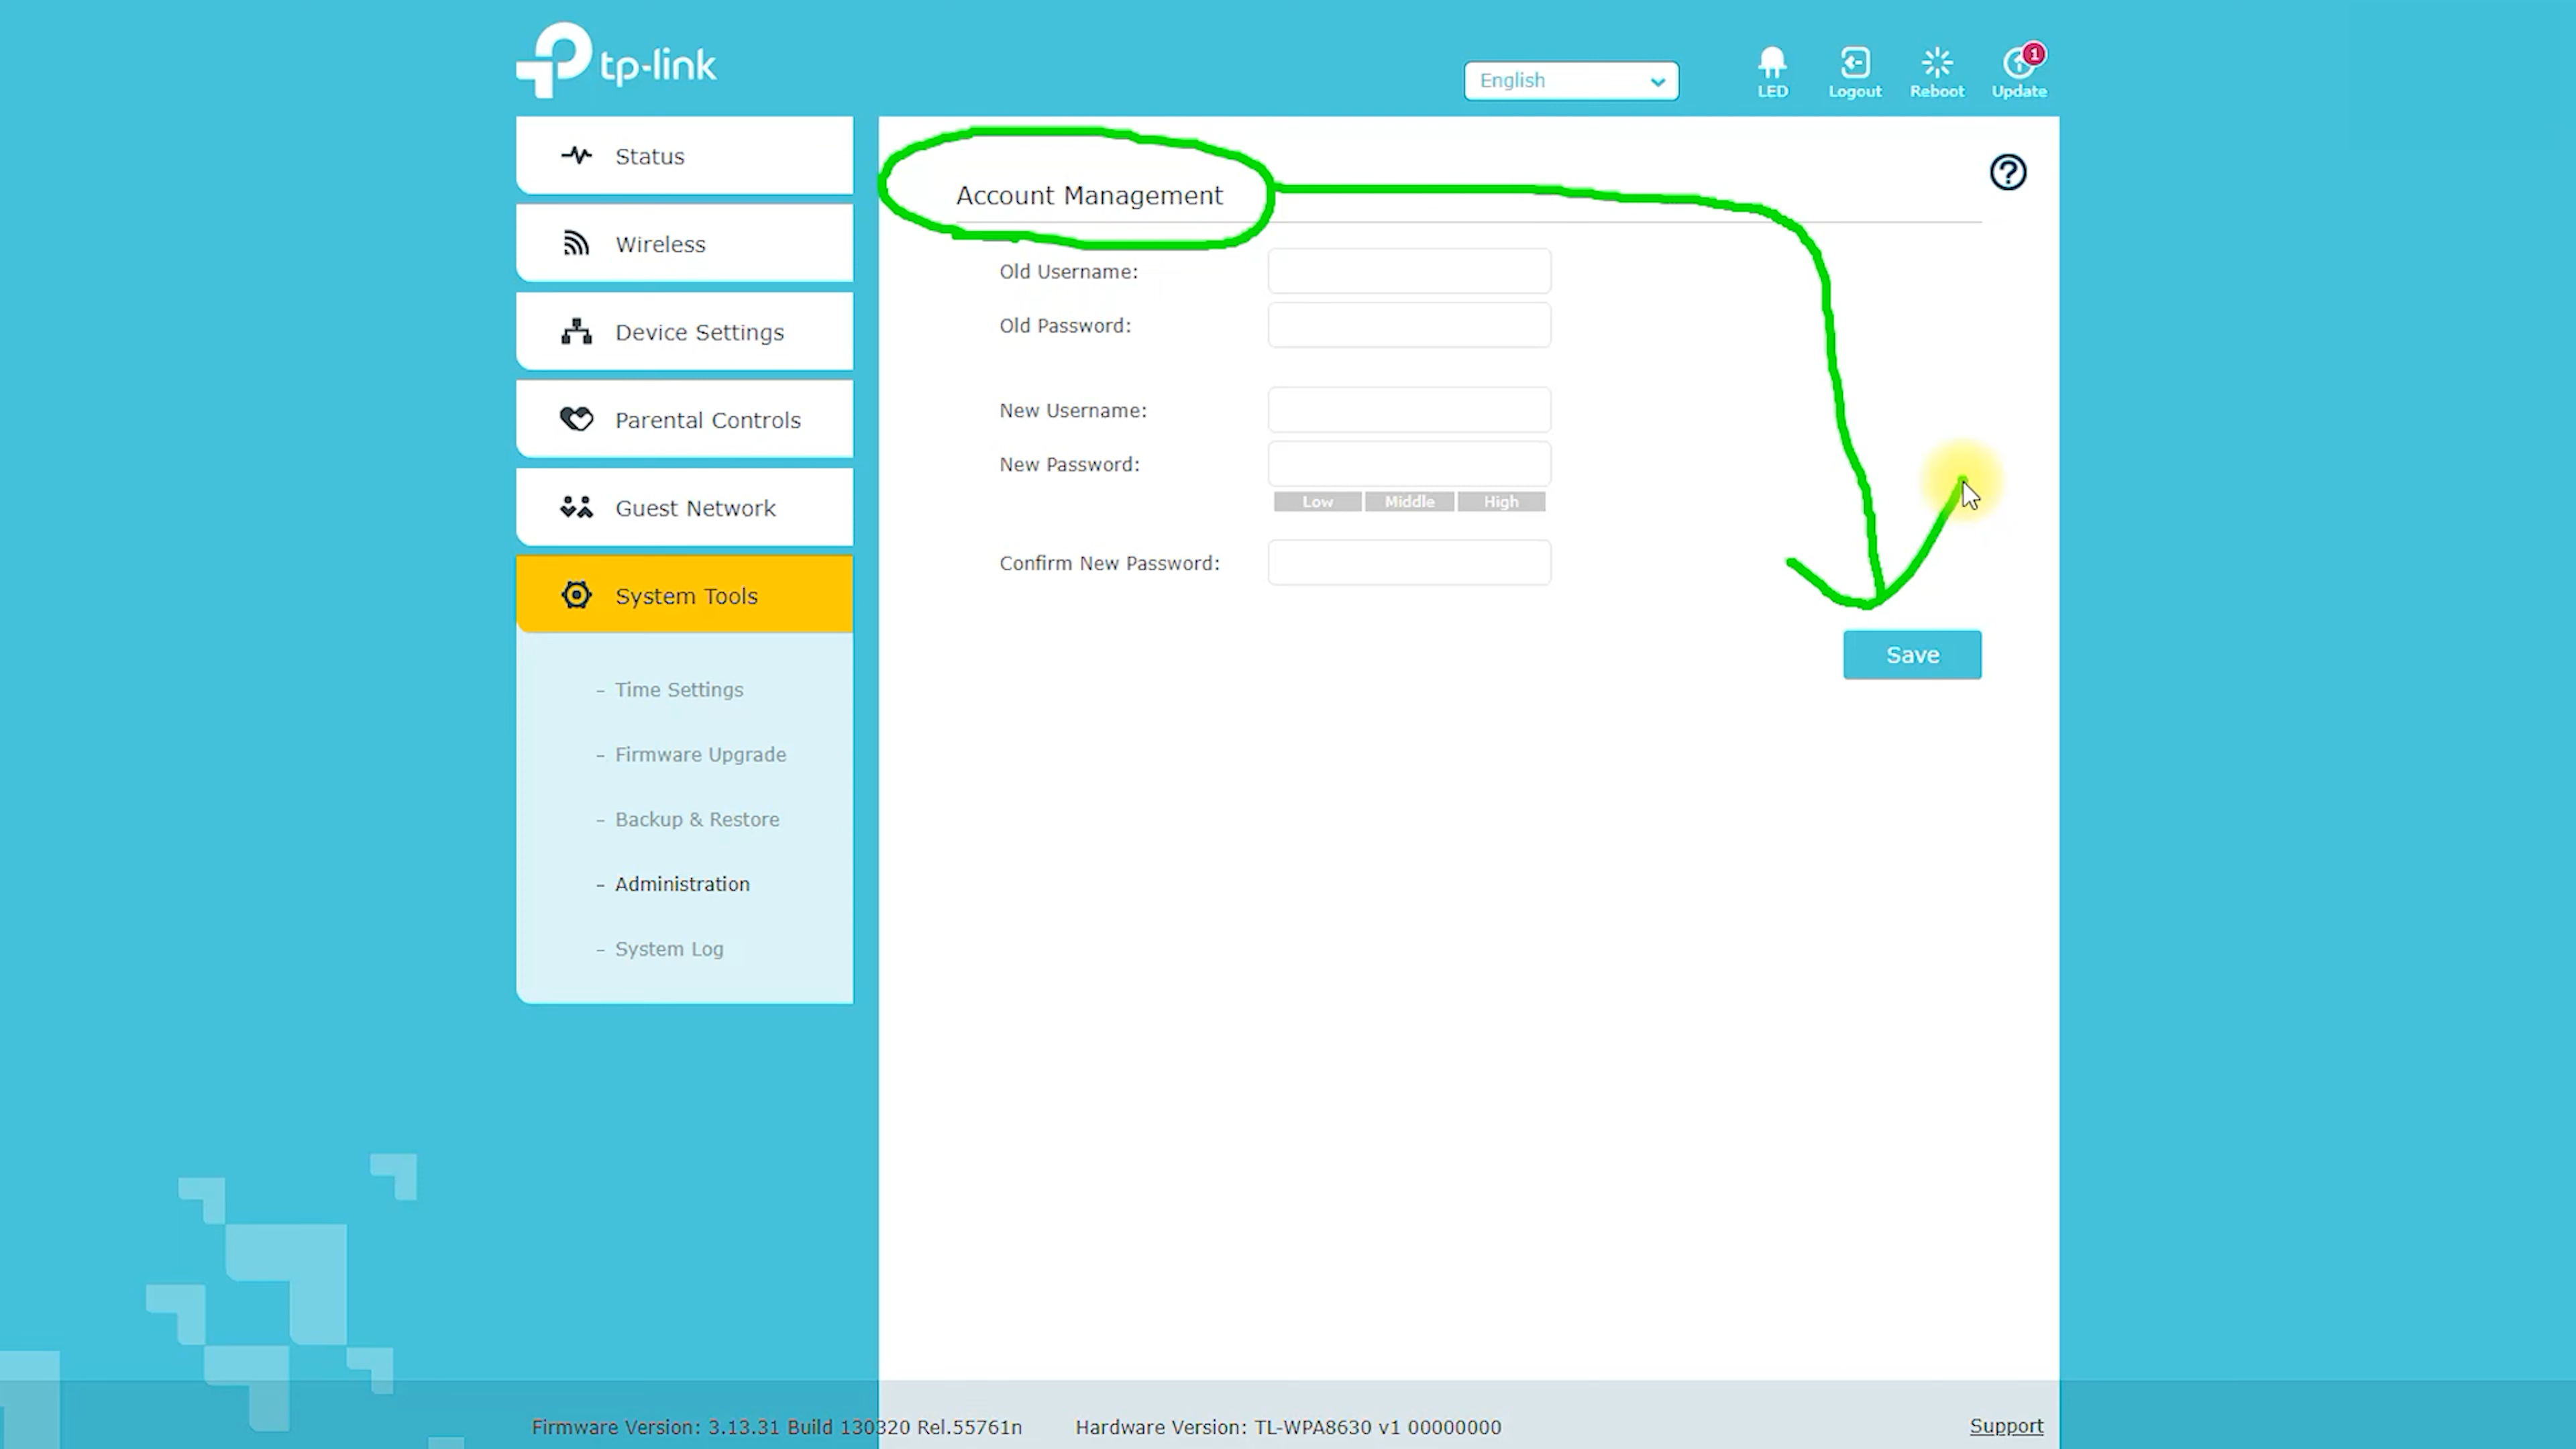 tp-link
English
LED
Logout
Reboot
1
Update
Status
Wireless
Device Settings
Parental Controls
Guest Network
System Tools
- Time Settings
- Firmware Upgrade
- Backup & Restore
- Administration
- System Log
Account Management
?
Old Username:
Old Password:
New Username:
New Password:
Low Middle High
Confirm New Password:
Save
Firmware Version: 3.13.31 Build 130320 Rel.55761n Hardware Version: TL-WPA8630 v1 00000000
Support